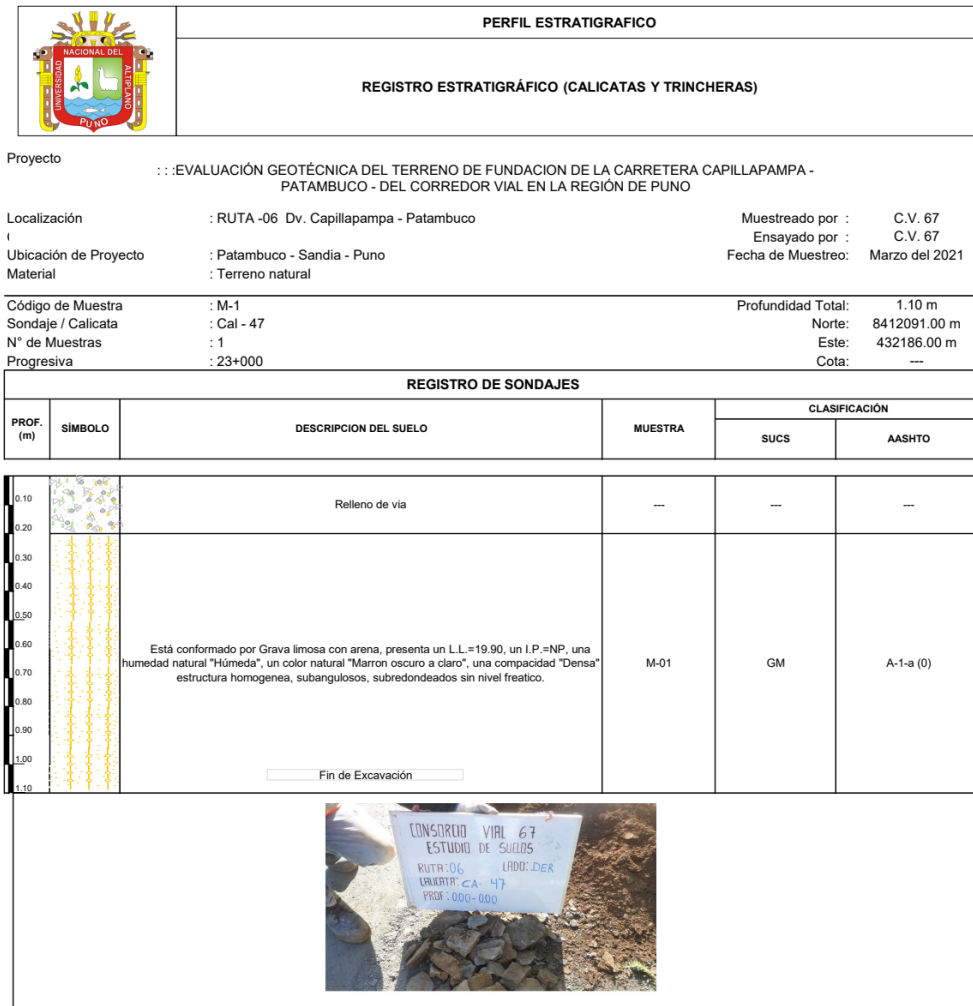 PERFIL ESTRATIGRAFICO
REGISTRO ESTRATIGRÁFICO (CALICATAS Y TRINCHERAS)
UNIVERSIDAD NACIONAL DEL ALTIPLANO
PUNO
Proyecto
: : :EVALUACIÓN GEOTÉCNICA DEL TERRENO DE FUNDACION DE LA CARRETERA CAPILLAPAMPA -
PATAMBUCO - DEL CORREDOR VIAL EN LA REGIÓN DE PUNO
Localización : RUTA -06 Dv. Capillapampa - Patambuco Muestreado por : C.V. 67
Ensayado por : C.V. 67
Ubicación de Proyecto : Patambuco - Sandia - Puno Fecha de Muestreo: Marzo del 2021
Material : Terreno natural
Código de Muestra : M-1 Profundidad Total: 1.10 m
Sondaje / Calicata : Cal - 47 Norte: 8412091.00 m
N° de Muestras : 1 Este: 432186.00 m
Progresiva : 23+000 Cota: ---
REGISTRO DE SONDAJES
PROF. (m) SÍMBOLO DESCRIPCION DEL SUELO MUESTRA CLASIFICACIÓN
SUCS AASHTO
0.10 Relleno de via --- --- ---
0.20
0.30
0.40
0.50
0.60
Está conformado por Grava limosa con arena, presenta un L.L.=19.90, un I.P.=NP, una
humedad natural "Húmeda", un color natural "Marron oscuro a claro", una compacidad "Densa" M-01 GM A-1-a (0)
estructura homogenea, subangulosos, subredondeados sin nivel freatico.
0.70
0.80
0.90
1.00
Fin de Excavación
1.10
CONSORCIO VIAL 67
ESTUDIO DE SUELOS
RUTA: 06 LADO: DER
CALICATA: CA- 47
PROF: 0.00-0.00